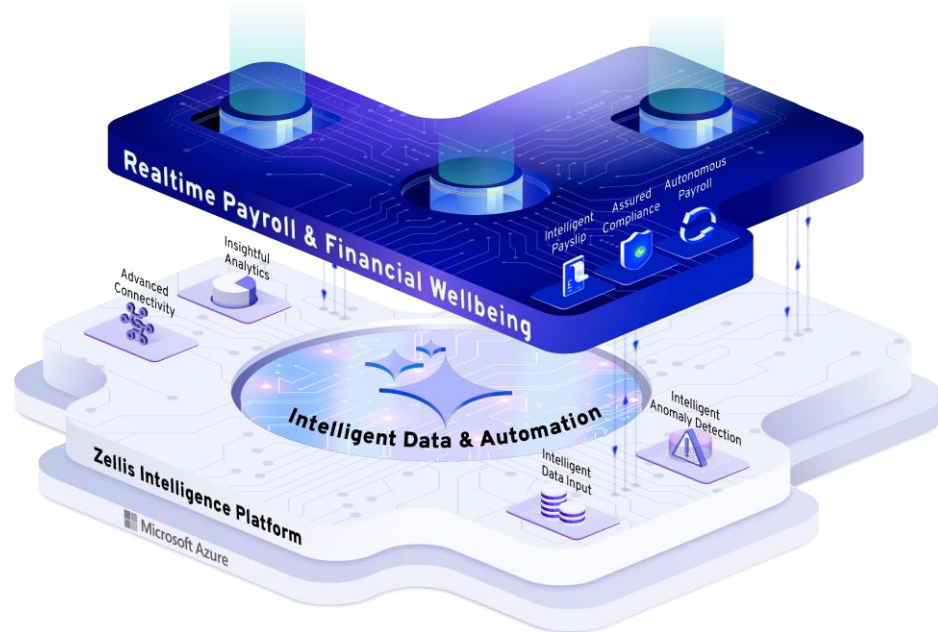 Realtime Payroll & Financial Wellbeing
Intelligent
Payslip
Assured
Compliance
Autonomous
Payroll
Advanced
Connectivity
Insightful
Analytics
Intelligent Data & Automation
Intelligent
Data Input
Intelligent
Anomaly Detection
Zellis Intelligence Platform
Microsoft Azure